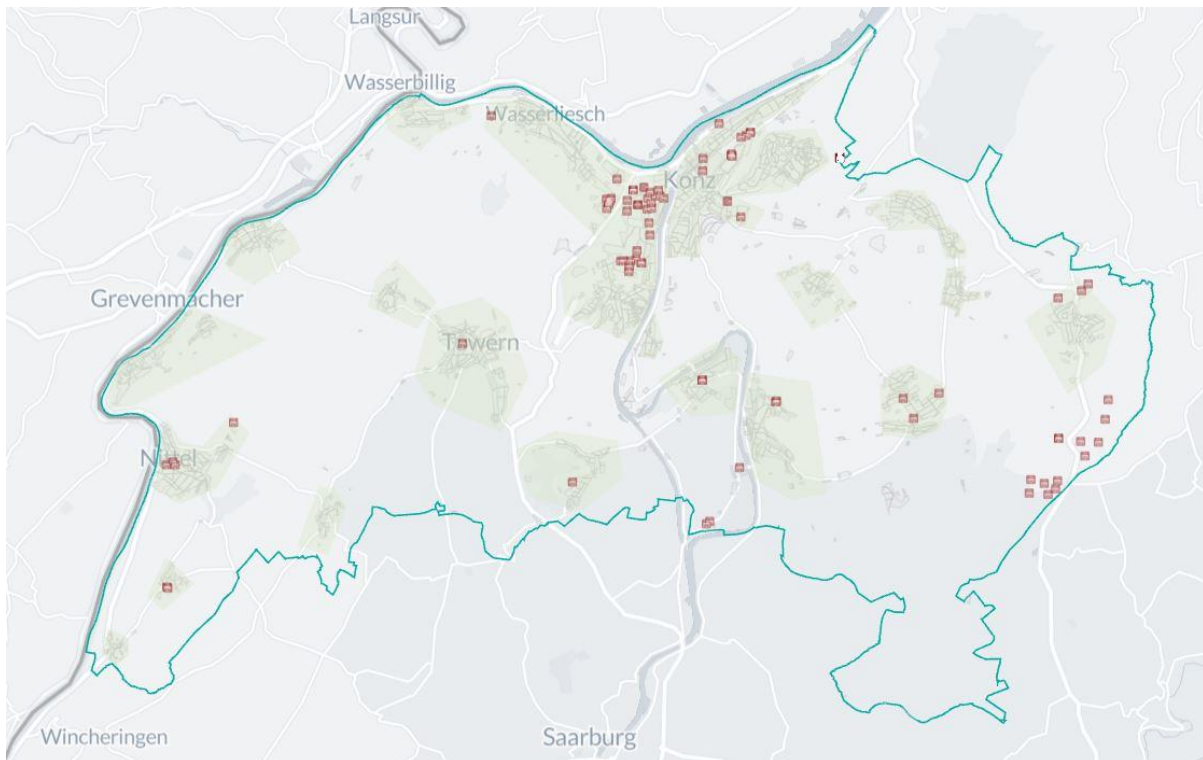 Langsur
Wasserbillig
Wasserliesch
Konz
Grevenmacher
Tawern
Nittel
Wincheringen
Saarburg